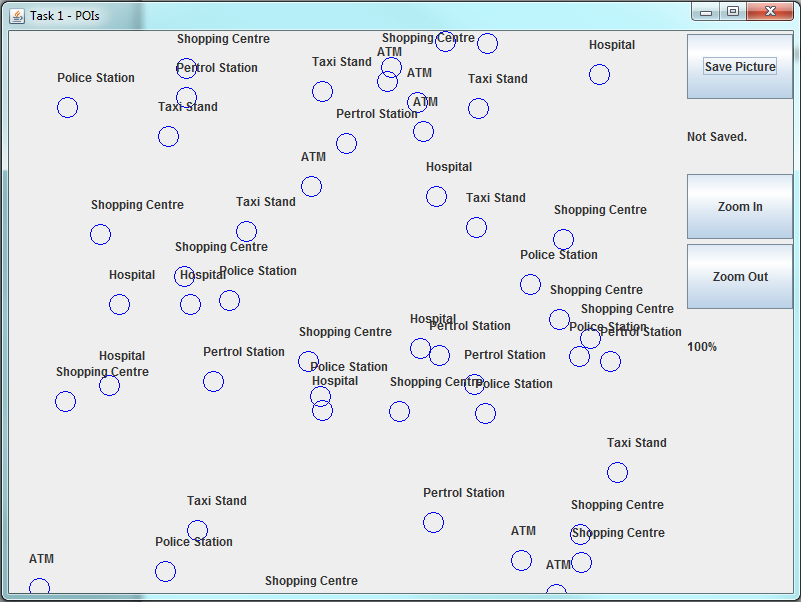 Task 1 - POIs
Shopping Centre
Shopping Centre
Hospital
ATM
Taxi Stand
Save Picture
Pertrol Station
ATM
Police Station
Taxi Stand
ATM
Taxi Stand
Pertrol Station
Not Saved.
ATM
Hospital
Taxi Stand
Taxi Stand
Shopping Centre
Shopping Centre
Zoom In
Shopping Centre
Police Station
Police Station
Hospital
Hospital
Zoom Out
Shopping Centre
Shopping Centre
Hospital
Pertrol Station
Police Station
Shopping Centre
Pertrol Station
100%
Pertrol Station
Hospital
Pertrol Station
Police Station
Shopping Centre
Hospital
Shopping Centre
Police Station
Taxi Stand
Pertrol Station
Taxi Stand
Shopping Centre
ATM
Shopping Centre
Police Station
ATM
ATM
Shopping Centre